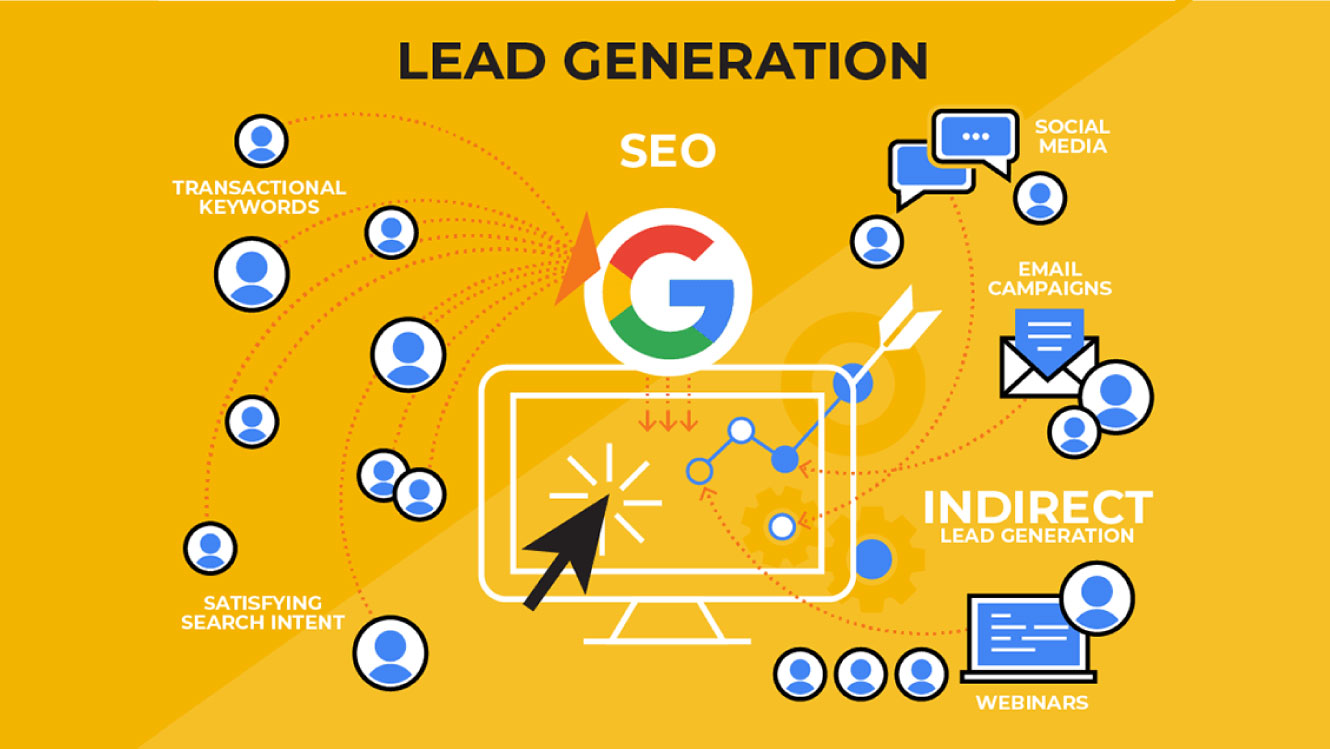 LEAD GENERATION
SEO
TRANSACTIONAL
KEYWORDS
SATISFYING
SEARCH INTENT
SOCIAL
MEDIA
EMAIL
CAMPAIGNS
INDIRECT
LEAD GENERATION
WEBINARS